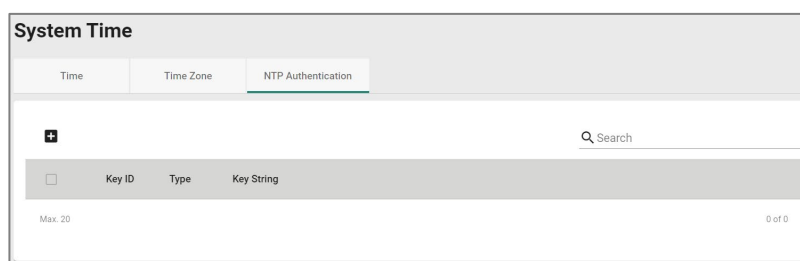 System Time
Time Time Zone NTP Authentication
Search
Key ID Type Key String
Max. 20 0 of 0